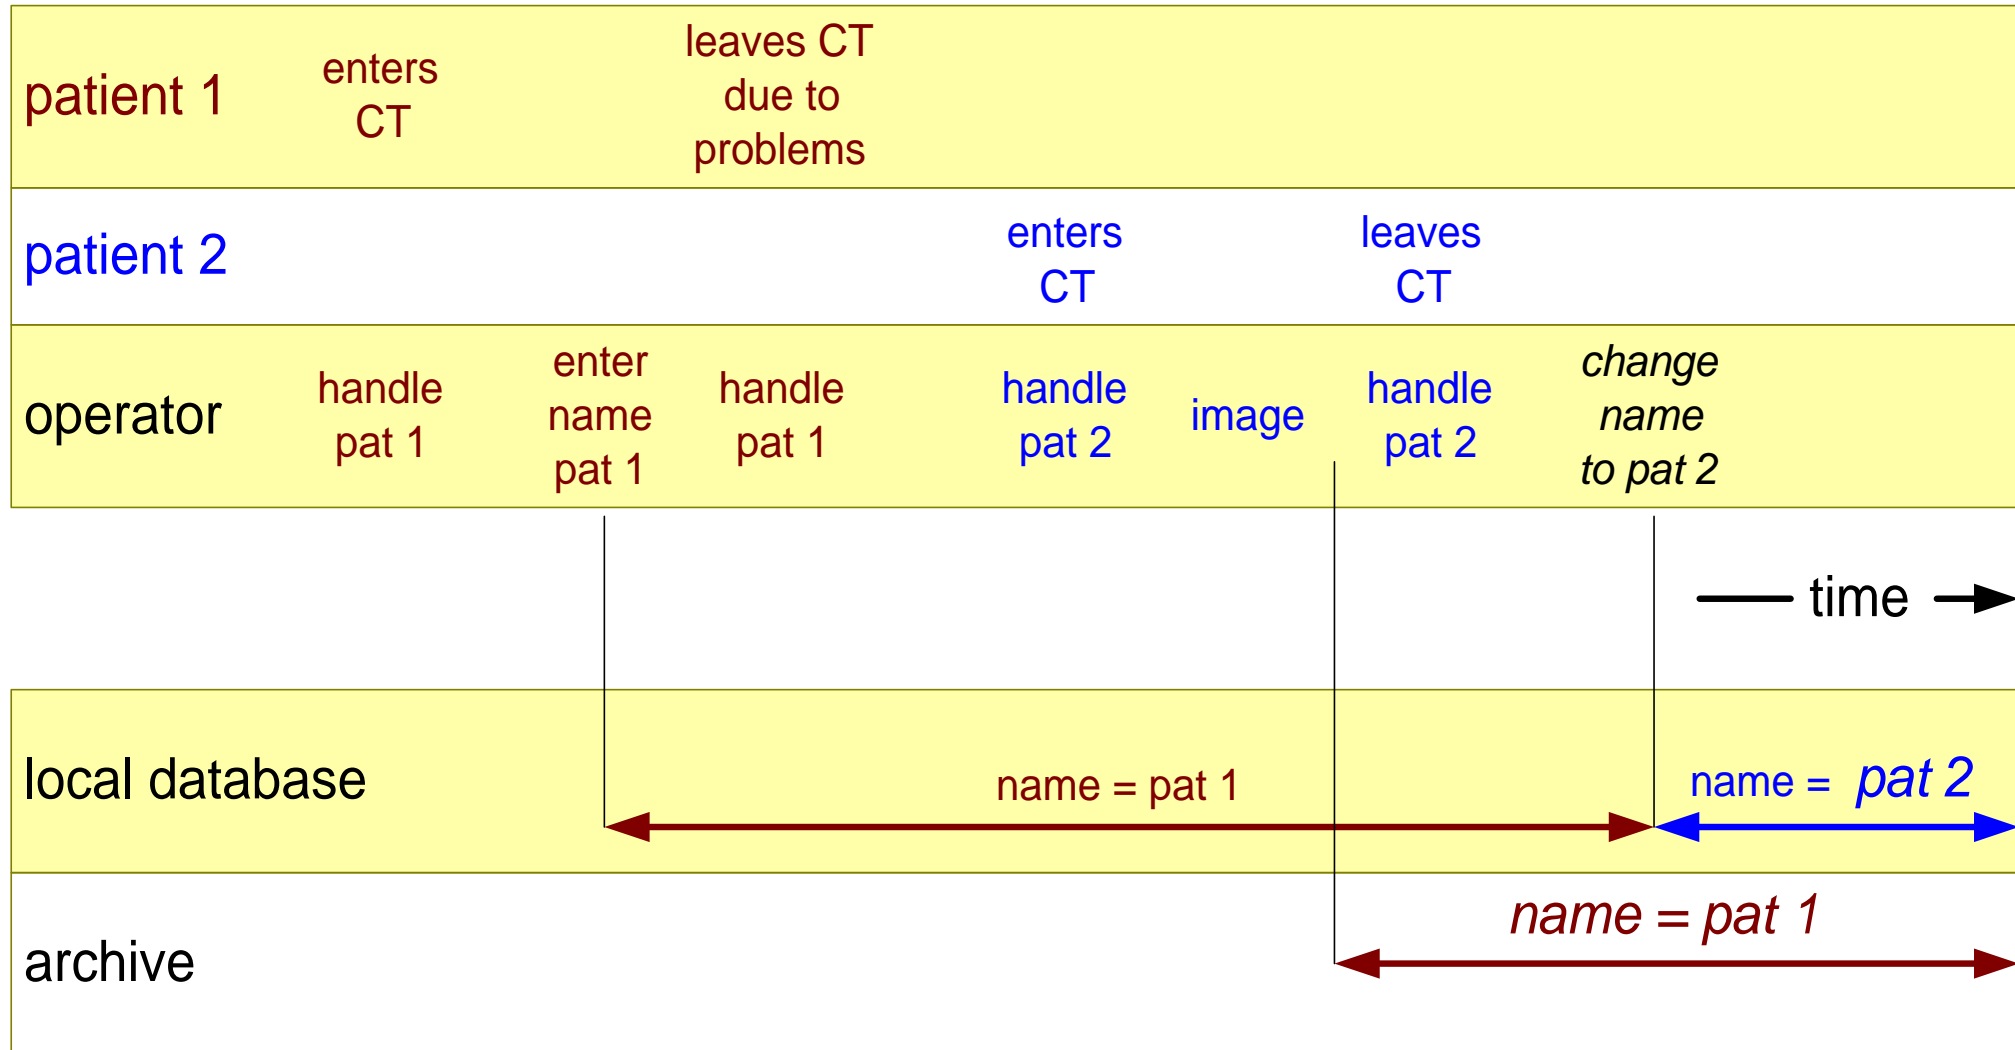 patient 1
enters
CT
leaves CT
due to
problems
patient 2
enters
CT
leaves
CT
operator
handle
pat 1
enter
name
pat 1
handle
pat 1
handle
pat 2
image
handle
pat 2
change
name
to pat 2
time
local database
name = pat 1
name = pat 2
archive
name = pat 1